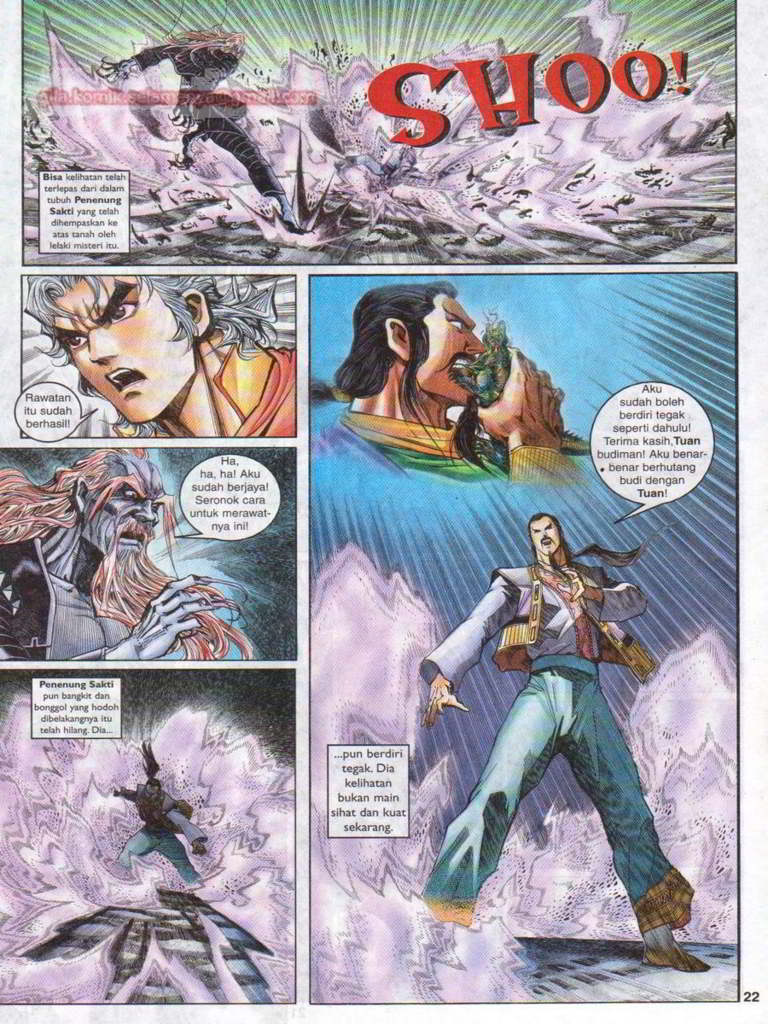 SHOO!
Bisa kelihatan telah
terlepas dari dalam
tubuh Penenung
Sakti yang telah
dihempaskan ke
atas tanah oleh
lelaki misteri itu.
Rawatan
itu sudah
berhasil!
Ha,
ha, ha! Aku
sudah berjaya!
Seronok cara
untuk merawat-
nya ini!
Penenung Sakti
pun bangkit dan
bonggol yang hodoh
dibelakangnya itu
telah hilang. Dia...
Aku
sudah boleh
berdiri tegak
seperti dahulu!
Terima kasih,Tuan
budiman! Aku benar-
benar berhutang
budi dengan
Tuan!
...pun berdiri
tegak. Dia
kelihatan
bukan main
sihat dan kuat
sekarang.
22